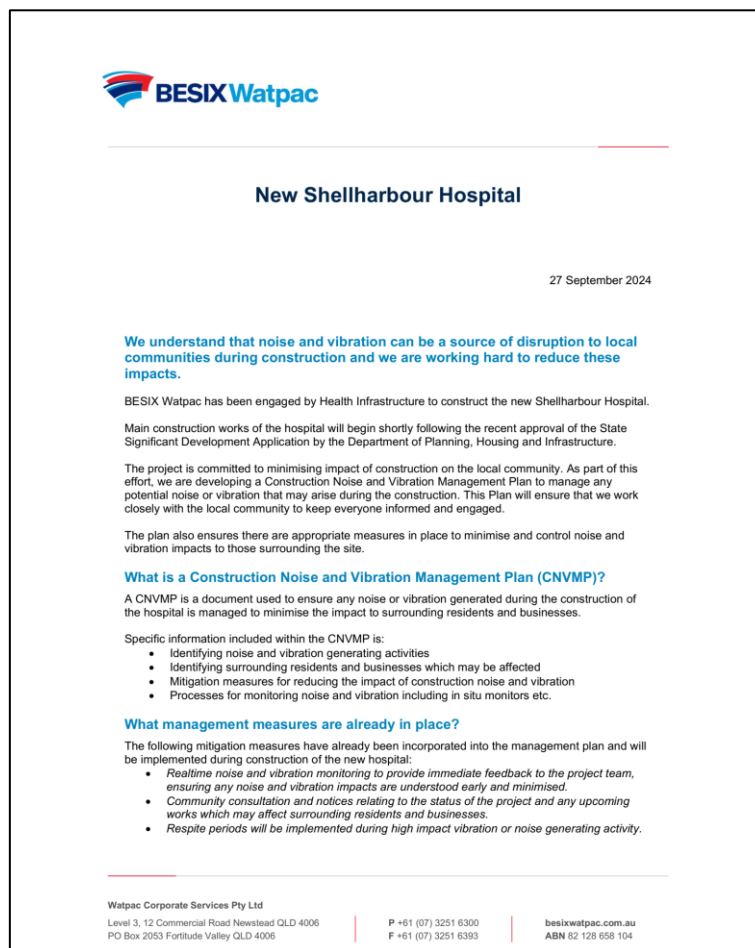 BESIX Watpac
New Shellharbour Hospital
27 September 2024
We understand that noise and vibration can be a source of disruption to local
communities during construction and we are working hard to reduce these
impacts.
BESIX Watpac has been engaged by Health Infrastructure to construct the new Shellharbour Hospital.
Main construction works of the hospital will begin shortly following the recent approval of the State
Significant Development Application by the Department of Planning, Housing and Infrastructure.
The project is committed to minimising impact of construction on the local community. As part of this
effort, we are developing a Construction Noise and Vibration Management Plan to manage any
potential noise or vibration that may arise during the construction. This Plan will ensure that we work
closely with the local community to keep everyone informed and engaged.
The plan also ensures there are appropriate measures in place to minimise and control noise and
vibration impacts to those surrounding the site.
What is a Construction Noise and Vibration Management Plan (CNVMP)?
A CNVMP is a document used to ensure any noise or vibration generated during the construction of
the hospital is managed to minimise the impact to surrounding residents and businesses.
Specific information included within the CNVMP is:
• Identifying noise and vibration generating activities
• Identifying surrounding residents and businesses which may be affected
• Mitigation measures for reducing the impact of construction noise and vibration
• Processes for monitoring noise and vibration including in situ monitors etc.
What management measures are already in place?
The following mitigation measures have already been incorporated into the management plan and will
be implemented during construction of the new hospital:
• Realtime noise and vibration monitoring to provide immediate feedback to the project team,
ensuring any noise and vibration impacts are understood early and minimised.
• Community consultation and notices relating to the status of the project and any upcoming
works which may affect surrounding residents and businesses.
• Respite periods will be implemented during high impact vibration or noise generating activity.
Watpac Corporate Services Pty Ltd
Level 3, 12 Commercial Road Newstead QLD 4006
PO Box 2053 Fortitude Valley QLD 4006
P +61 (07) 3251 6300
F +61 (07) 3251 6393
besixwatpac.com.au
ABN 82 128 658 104